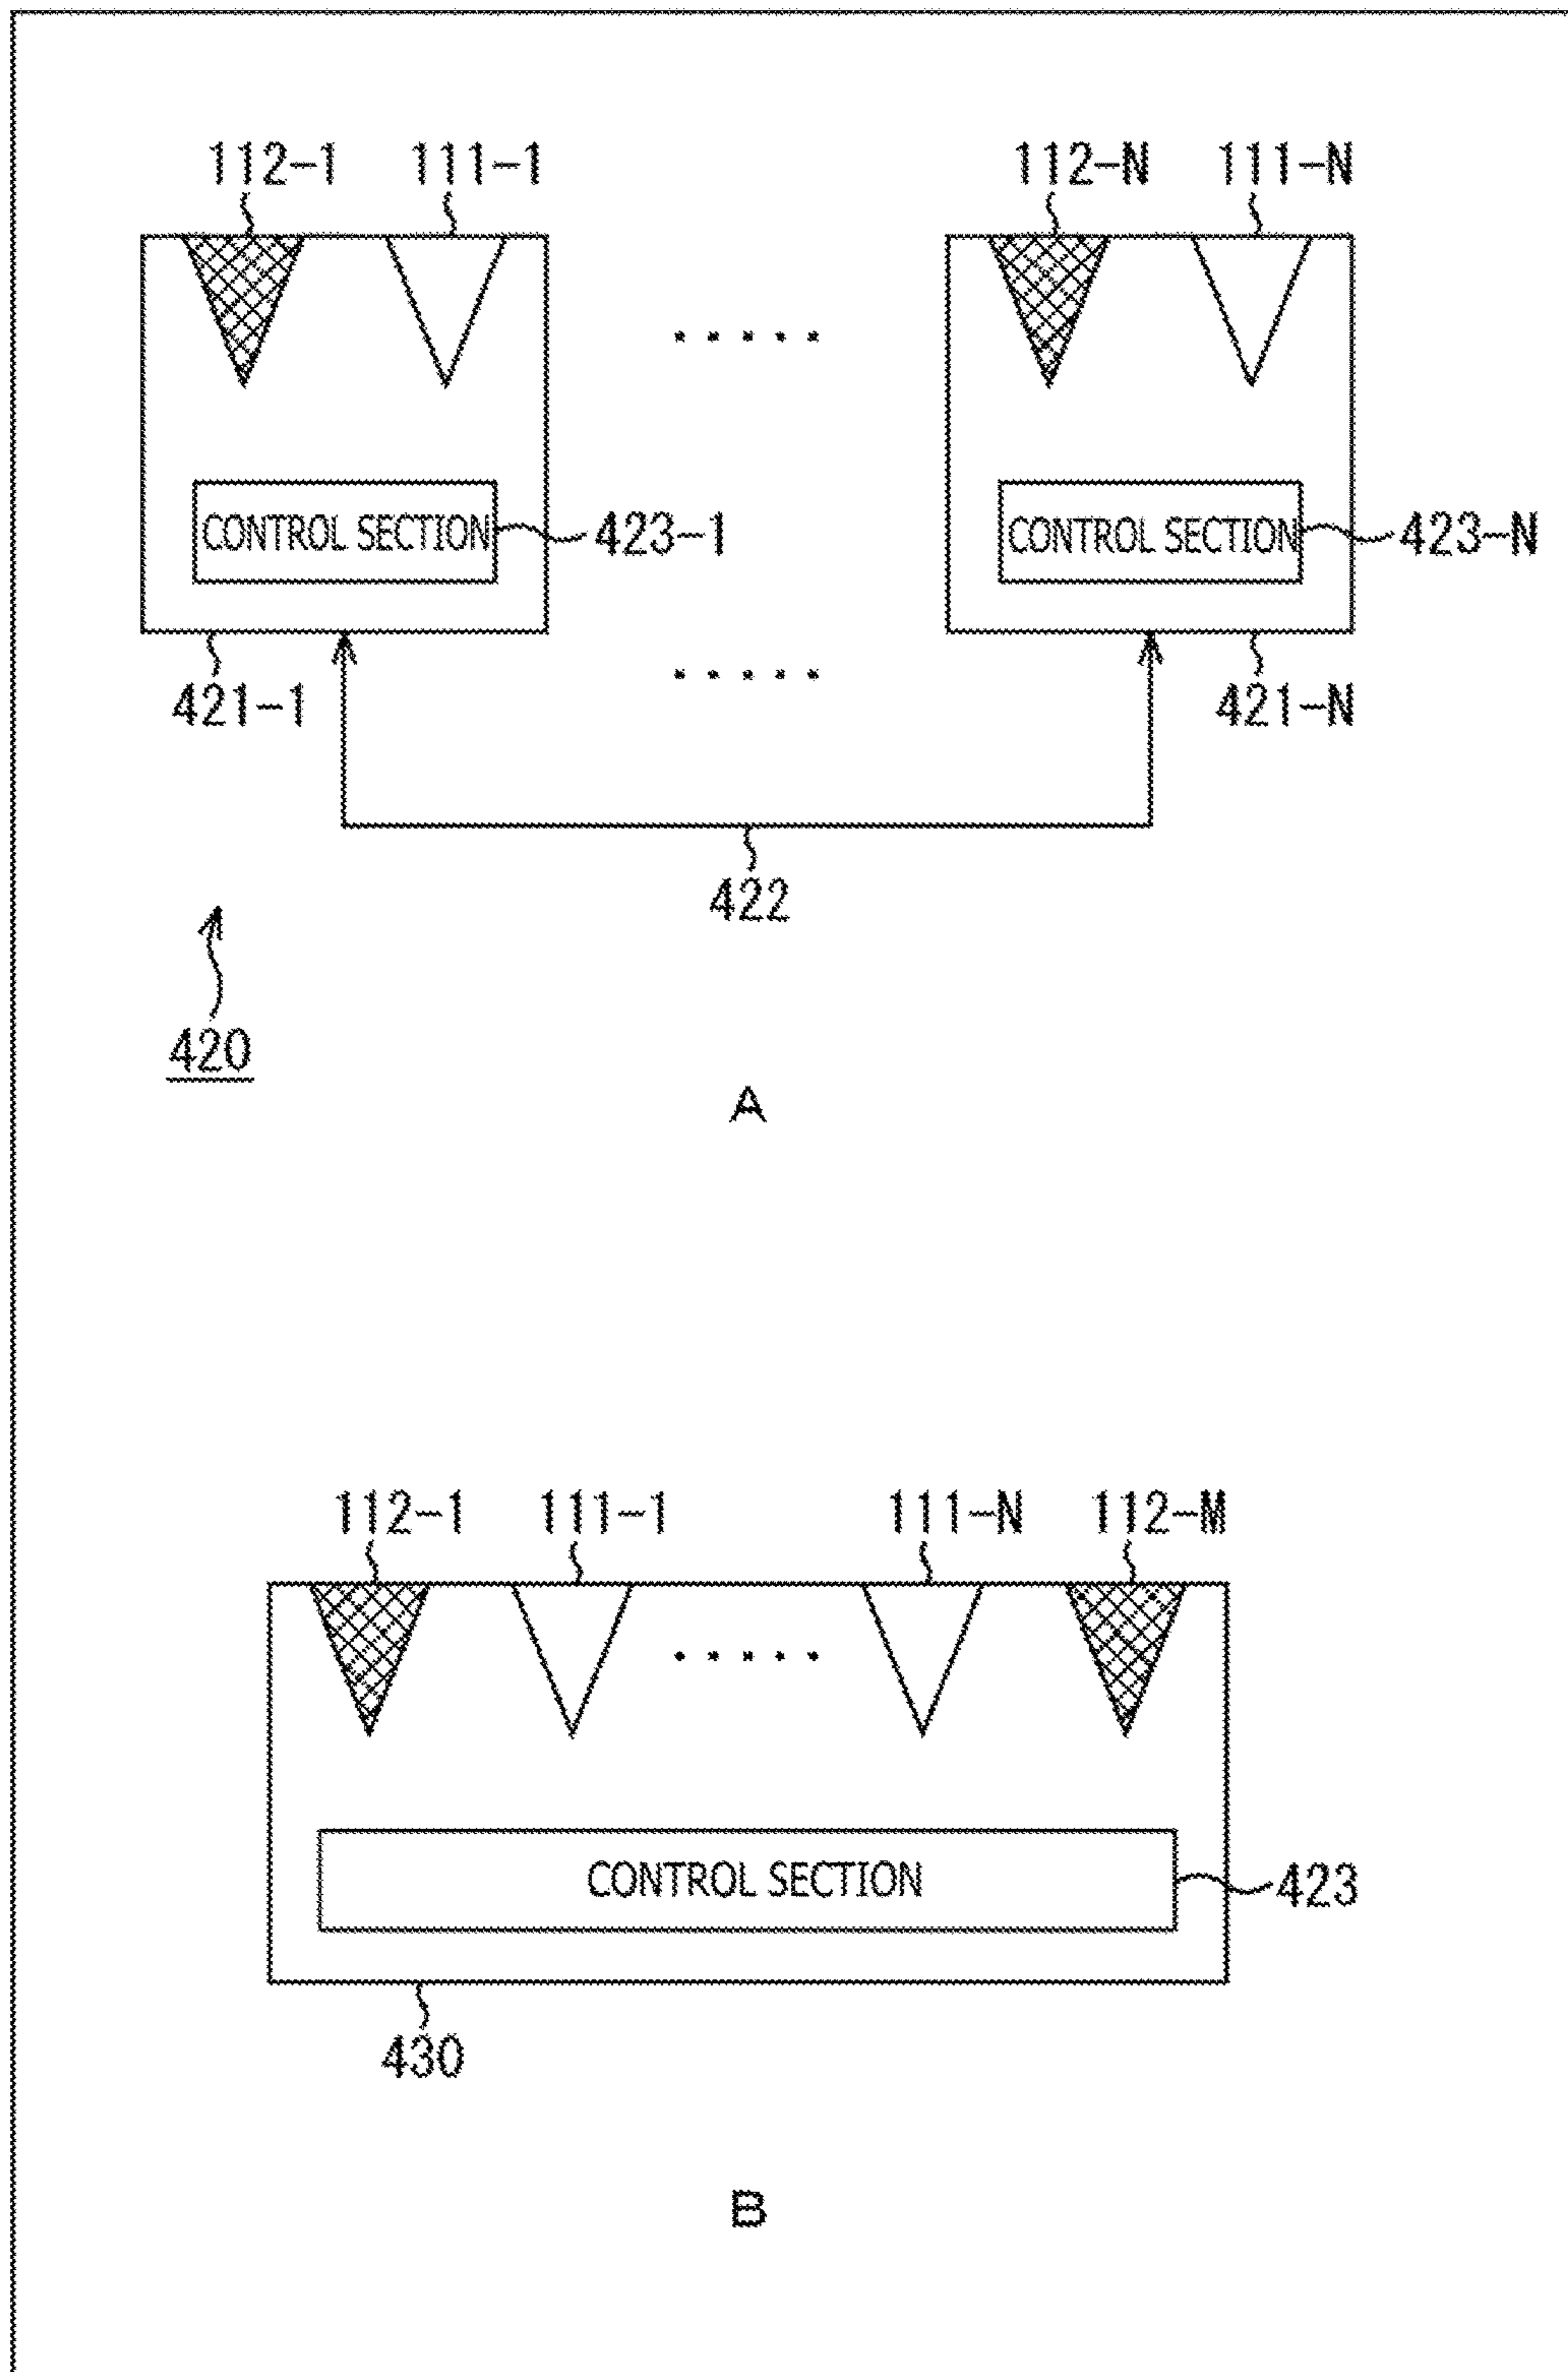 112-1 111-1 112-N 111-N
CONTROL SECTION 423-1 CONTROL SECTION 423-N
421-1 421-N
422
420
A
112-1 111-1 111-N 112-M
CONTROL SECTION 423
430
B